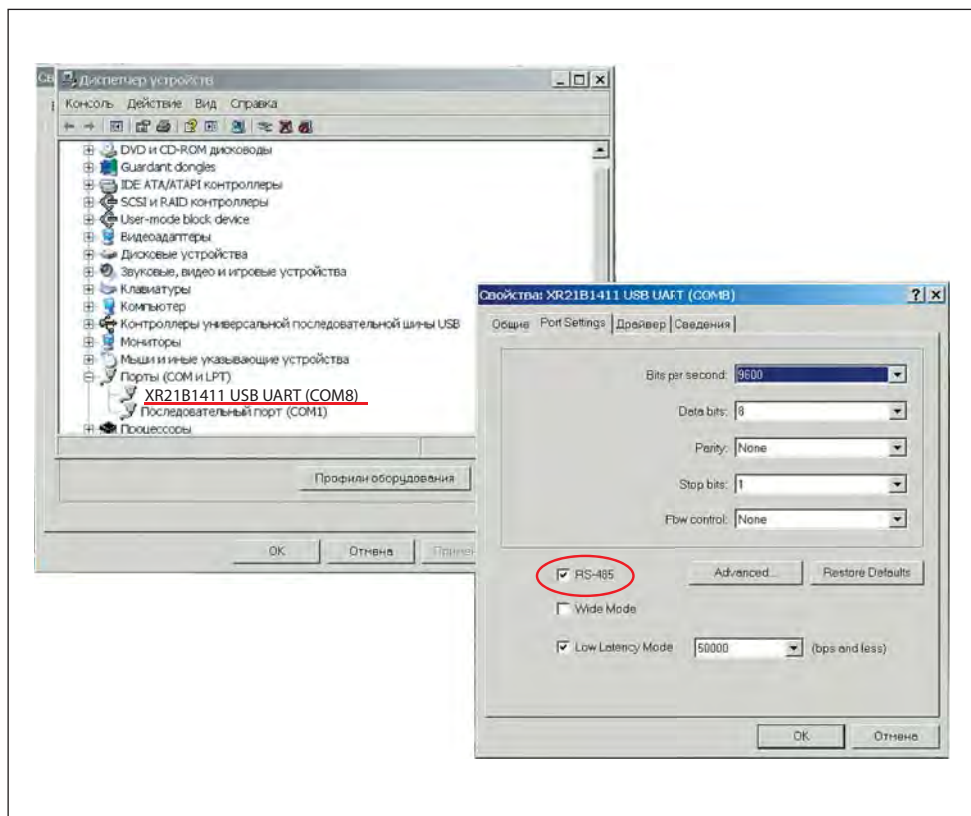 Св
Диспетчер устройств
Консоль Действие Вид Справка
DVD и CD-ROM дисководы
Guardant dongles
IDE ATA/ATAPI контроллеры
SCSI и RAID контроллеры
User-mode block device
Видеоадаптеры
Дисковые устройства
Звуковые, видео и игровые устройства
Клавиатуры
Компьютер
Контроллеры универсальной последовательной шины USB
Мониторы
Мыши и иные указывающие устройства
Порты (COM и LPT)
XR21B1411 USB UART (COM8)
Последовательный порт (COM1)
Процессоры
Профили оборудования
OK Отмена Приме
Свойства: XR21B1411 USB UART (COM8)
Общие Port Settings Драйвер Сведения
Bits per second: 9600
Data bits: 8
Parity: None
Stop bits: 1
Flow control: None
RS-485 Advanced... Restore Defaults
Wide Mode
Low Latency Mode 50000 (bps and less)
OK Отмена